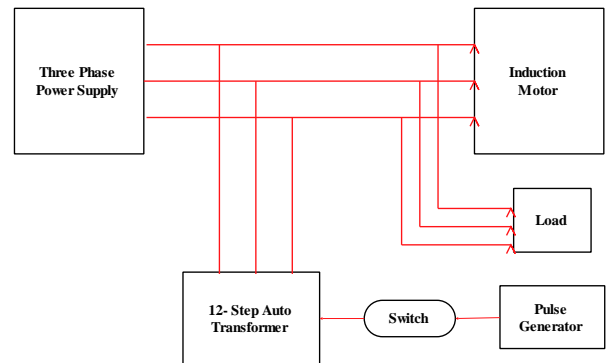 Three Phase
Power Supply
Induction
Motor
Load
12- Step Auto
Transformer
Switch
Pulse
Generator